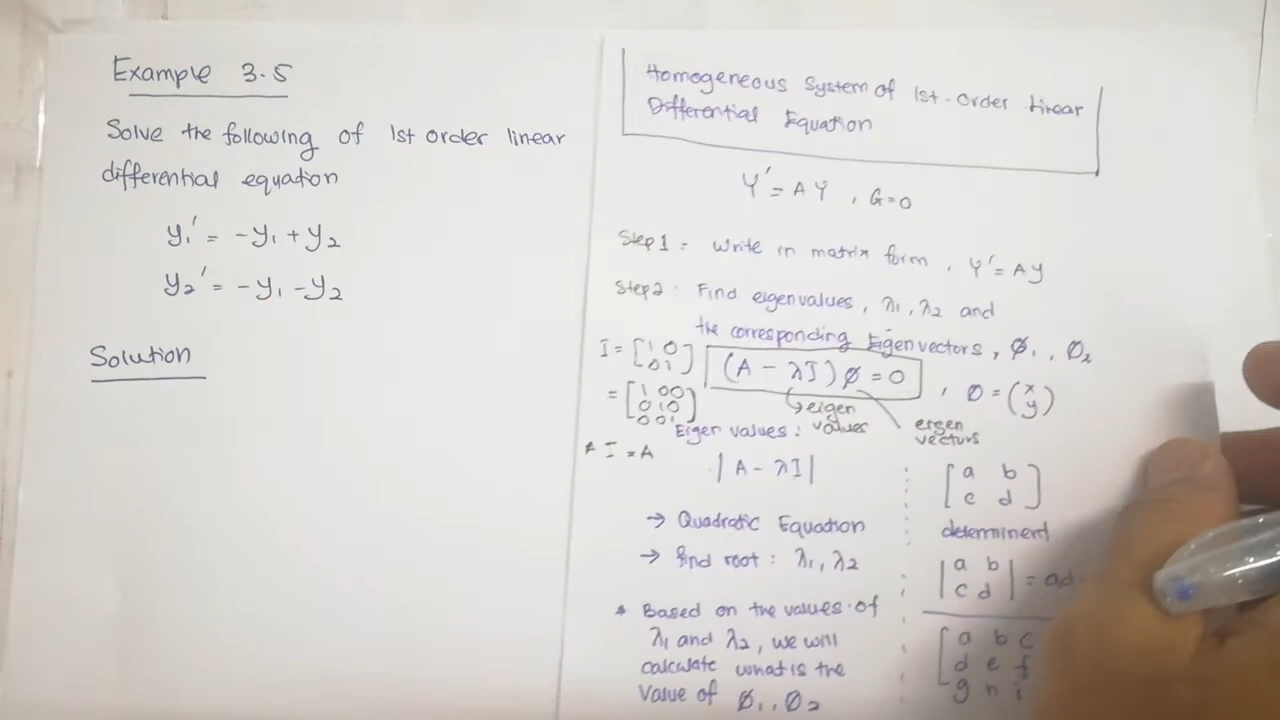 Example 3.5
Solve the following of 1st order linear
differential equation
y₁' = -y₁ + y₂
y₂' = -y₁ - y₂
Solution
Homogeneous System of 1st-Order Linear
Differential Equation
Y' = A Y , G=0
Step 1 = Write in matrix form , Y' = AY
Step 2 : Find eigenvalues, λ₁, λ₂ and
the corresponding Eigenvectors, Ø₁, Ø₂
I = [1 0
0 1]
(A - λI) Ø = 0 , Ø = (x
y)
= [1 0 0
0 1 0
0 0 1]
eigen
values
eigen
vectors
Eigen values :
A I = A
|A - λI|
[a b
c d]
→ Quadratic Equation
determinent
→ find root : λ₁, λ₂
|a b
c d| = ad
* Based on the values of
λ₁ and λ₂, we will
calculate what is the
value of Ø₁, Ø₂
[a b c
d e f
g h i